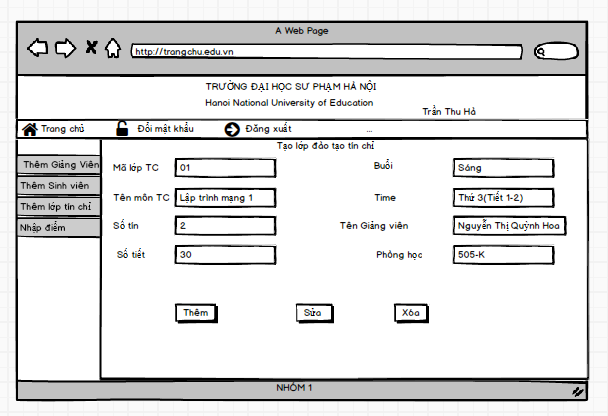 A Web Page
http://trangchu.edu.vn
TRƯỜNG ĐẠI HỌC SƯ PHẠM HÀ NỘI
Hanoi National University of Education
Trần Thu Hà
Trang chủ Đổi mật khẩu Đăng xuất ...
Tạo lớp đào tạo tín chỉ
Thêm Giảng Viên
Thêm Sinh viên
Thêm lớp tín chỉ
Nhập điểm
Mã lớp TC 01 Buổi Sáng
Tên môn TC Lập trình mạng 1 Time Thứ 3(Tiết 1-2)
Số tín 2 Tên Giảng viên Nguyễn Thị Quỳnh Hoa
Số tiết 30 Phòng học 505-K
Thêm Sửa Xóa
NHÓM 1